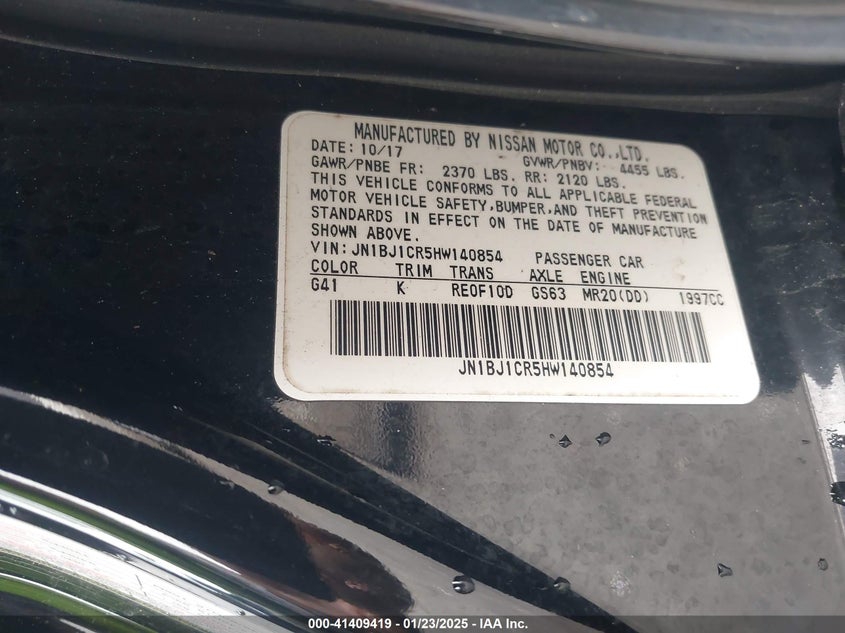 MANUFACTURED BY NISSAN MOTOR CO.,LTD.
DATE: 10/17 GVWR/PNBV: 4455 LBS.
GAWR/PNBE FR: 2370 LBS. RR: 2120 LBS.
THIS VEHICLE CONFORMS TO ALL APPLICABLE FEDERAL
MOTOR VEHICLE SAFETY,BUMPER,AND THEFT PREVENTION
STANDARDS IN EFFECT ON THE DATE OF MANUFACTURE
SHOWN ABOVE.
VIN: JN1BJ1CR5HW140854 PASSENGER CAR
COLOR TRIM TRANS AXLE ENGINE
G41 K RE0F10D GS63 MR20(DD) 1997CC
JN1BJ1CR5HW140854
000-41409419 - 01/23/2025 - IAAI.com